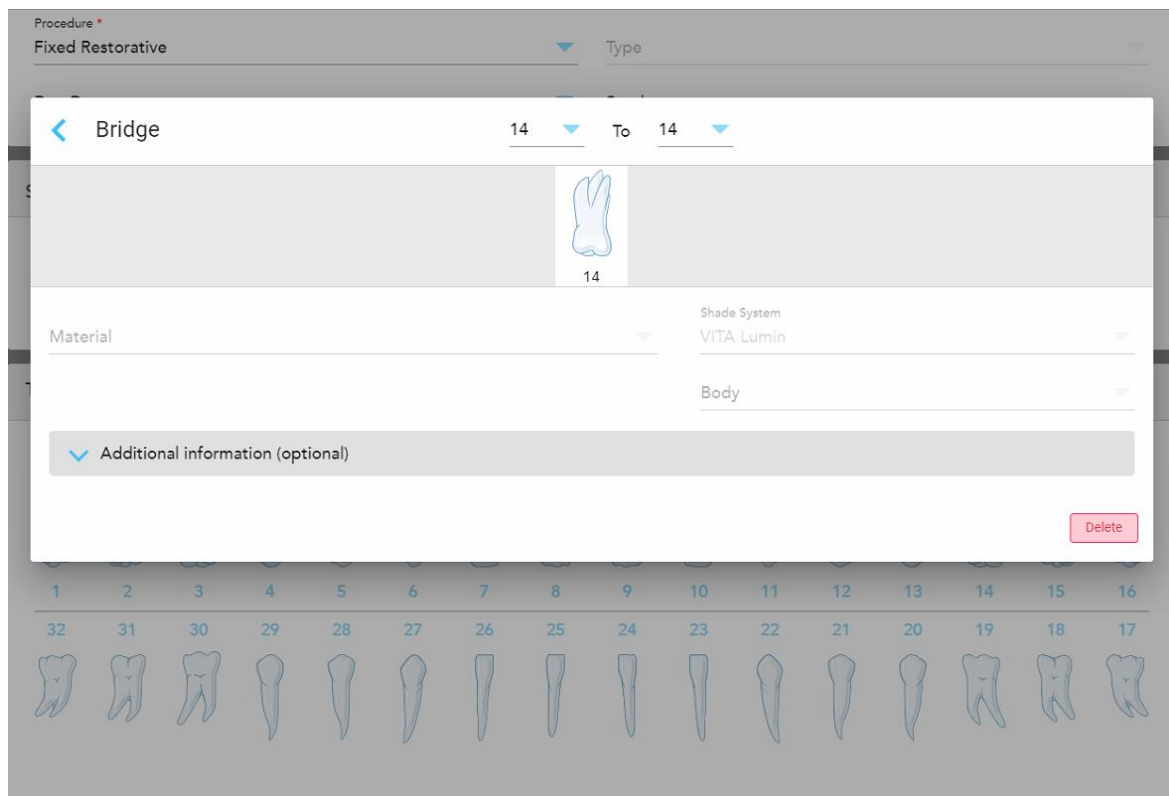 Procedure *
Fixed Restorative
Type
Bridge
14 To 14
14
Material
Shade System
VITA Lumin
Body
Additional information (optional)
Delete
1 2 3 4 5 6 7 8 9 10 11 12 13 14 15 16
32 31 30 29 28 27 26 25 24 23 22 21 20 19 18 17